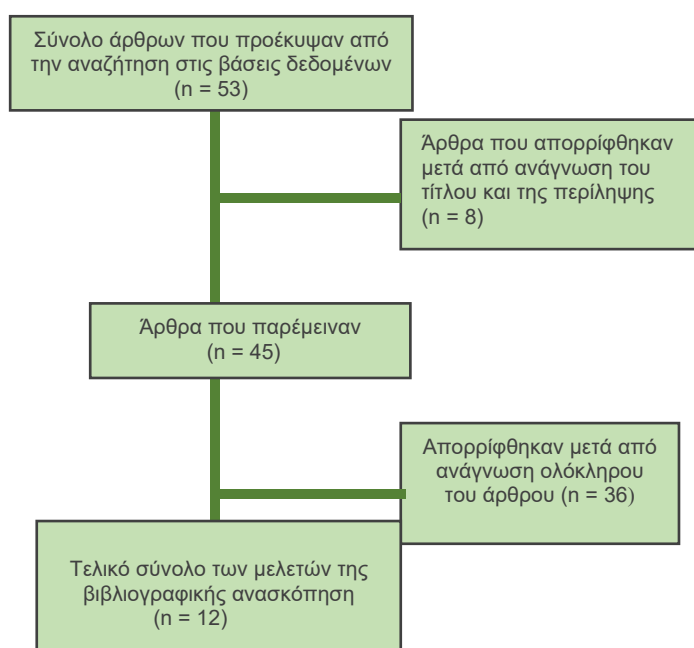 Σύνολο άρθρων που προέκυψαν από
την αναζήτηση στις βάσεις δεδομένων
(n = 53)
Άρθρα που απορρίφθηκαν
μετά από ανάγνωση του
τίτλου και της περίληψης
(n = 8)
Άρθρα που παρέμειναν
(n = 45)
Απορρίφθηκαν μετά από
ανάγνωση ολόκληρου
του άρθρου (n = 36)
Τελικό σύνολο των μελετών της
βιβλιογραφικής ανασκόπηση
(n = 12)